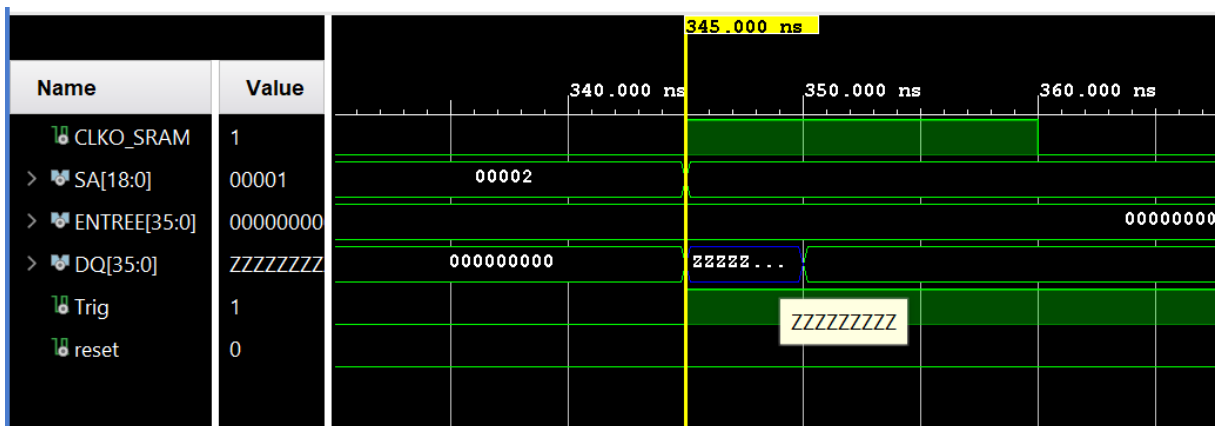 345.000 ns
Name Value 340.000 ns 350.000 ns 360.000 ns
CLKO_SRAM 1
> SA[18:0] 00001 00002
> ENTREE[35:0] 00000000 00000000
> DQ[35:0] ZZZZZZZZ 000000000 ZZZZZ...
Trig 1 ZZZZZZZZZ
reset 0